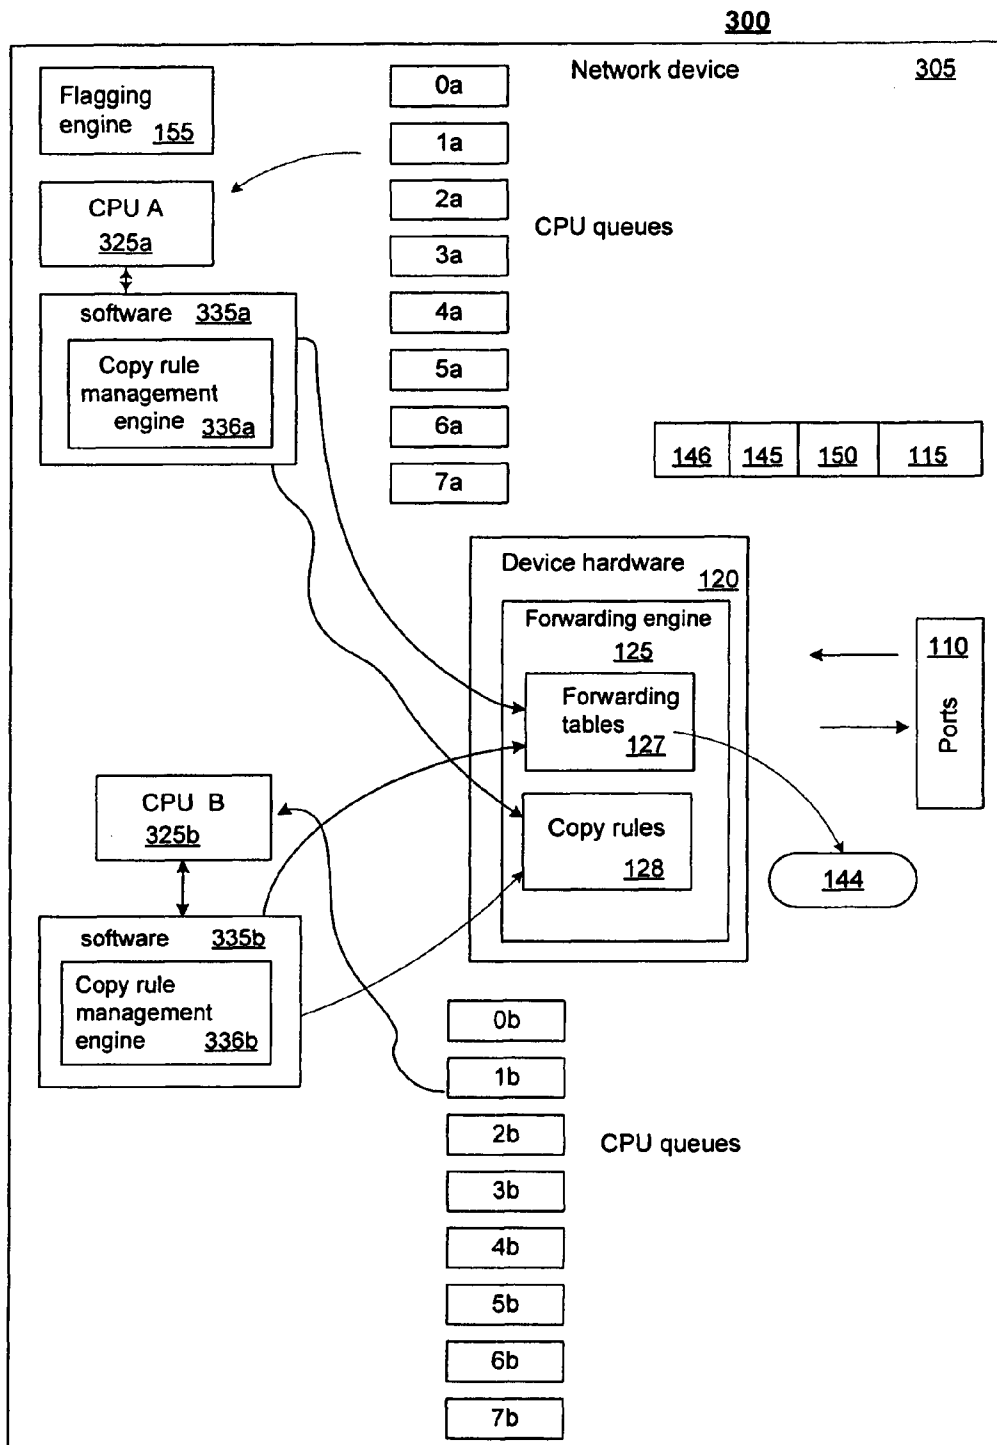 300
Network device 305
Flagging
engine 155
CPU A
325a
software 335a
Copy rule
management
engine 336a
0a
1a
2a
3a
4a
5a
6a
7a
CPU queues
146 145 150 115
Device hardware
120
Forwarding engine
125
Forwarding
tables
127
Copy rules
128
110
Ports
144
CPU B
325b
software 335b
Copy rule
management
engine 336b
0b
1b
2b
3b
4b
5b
6b
7b
CPU queues